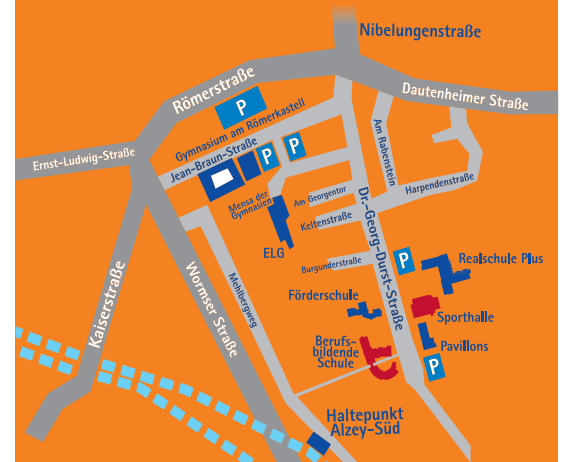 Nibelungenstraße
Römerstraße
Dautenheimer Straße
P
Gymnasium am Römerkastell
Ernst-Ludwig-Straße
Jean-Braun-Straße
P
P
Am Rabenstein
Mensa der
Gymnasien
Am Georgentor
Harpendenstraße
Keltenstraße
Dr.-Georg-Durst-Straße
ELG
Burgunderstraße
P
Realschule Plus
Kaiserstraße
Wormser Straße
Mehlbergweg
Förderschule
Sporthalle
Berufs-
bildende
Schule
Pavillons
P
Haltepunkt
Alzey-Süd